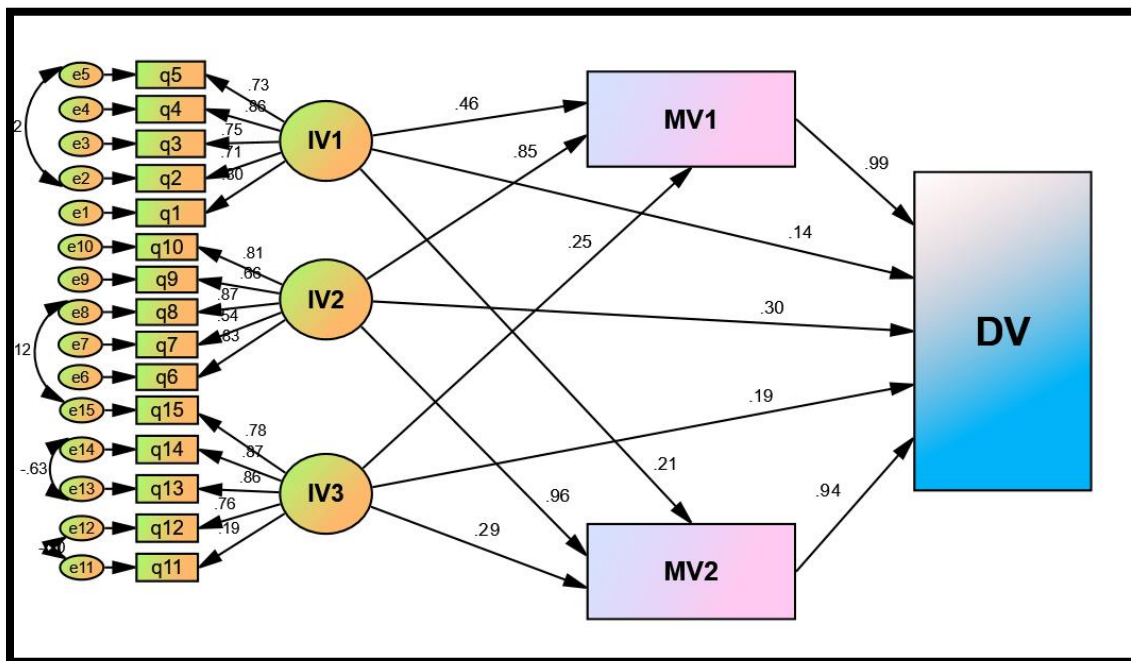 e5 q5 .73
e4 q4 .86
e3 q3 .75
e2 q2 .71
e1 q1 .80
e10 q10 .81
e9 q9 .66
e8 q8 .87
e7 q7 .54
e6 q6 .83
e15 q15 .78
e14 q14 .87
e13 q13 .86
e12 q12 .76
e11 q11 .19
2
12
-.63
IV1
IV2
IV3
.46
.85
.25
.14
.30
.19
.21
.96
.29
MV1
MV2
.99
.94
DV